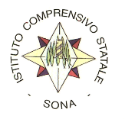 ISTITUTO COMPRENSIVO STATALE
- SONA -